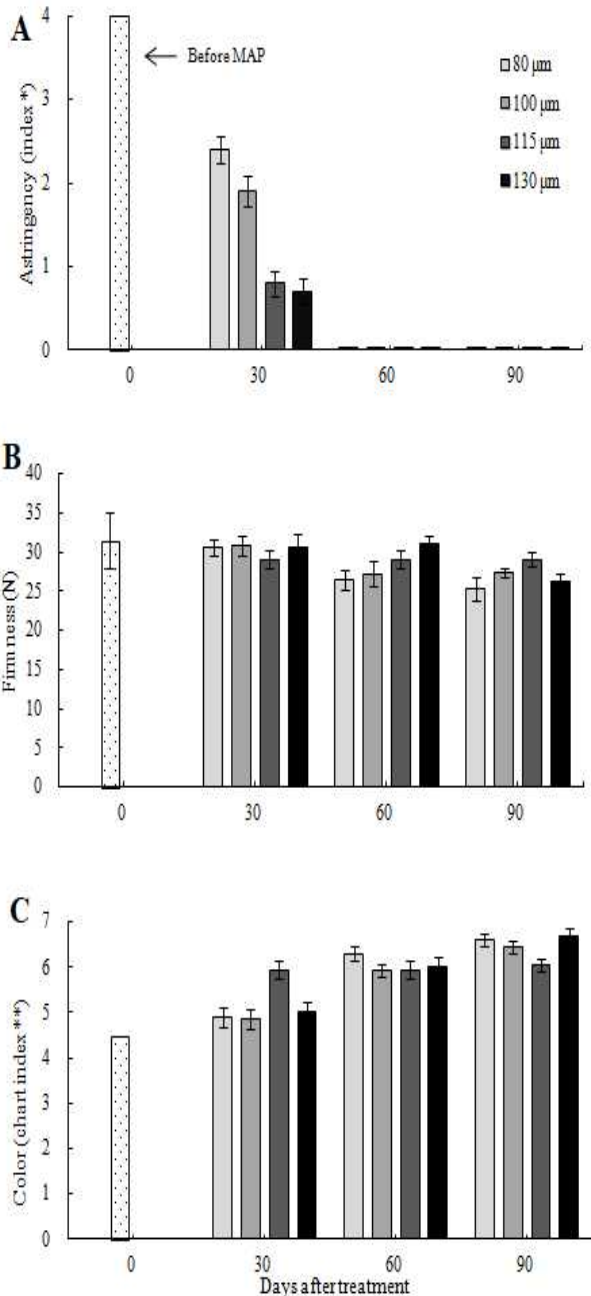 A
4
3
2
1
0
Astringency (index*)
← Before MAP
80 µm
100 µm
115 µm
130 µm
0 30 60 90
B
40
35
30
25
20
15
10
5
0
Firmness (N)
0 30 60 90
C
7
6
5
4
3
2
1
0
Color (chart index**)
0 30 60 90
Days after treatment